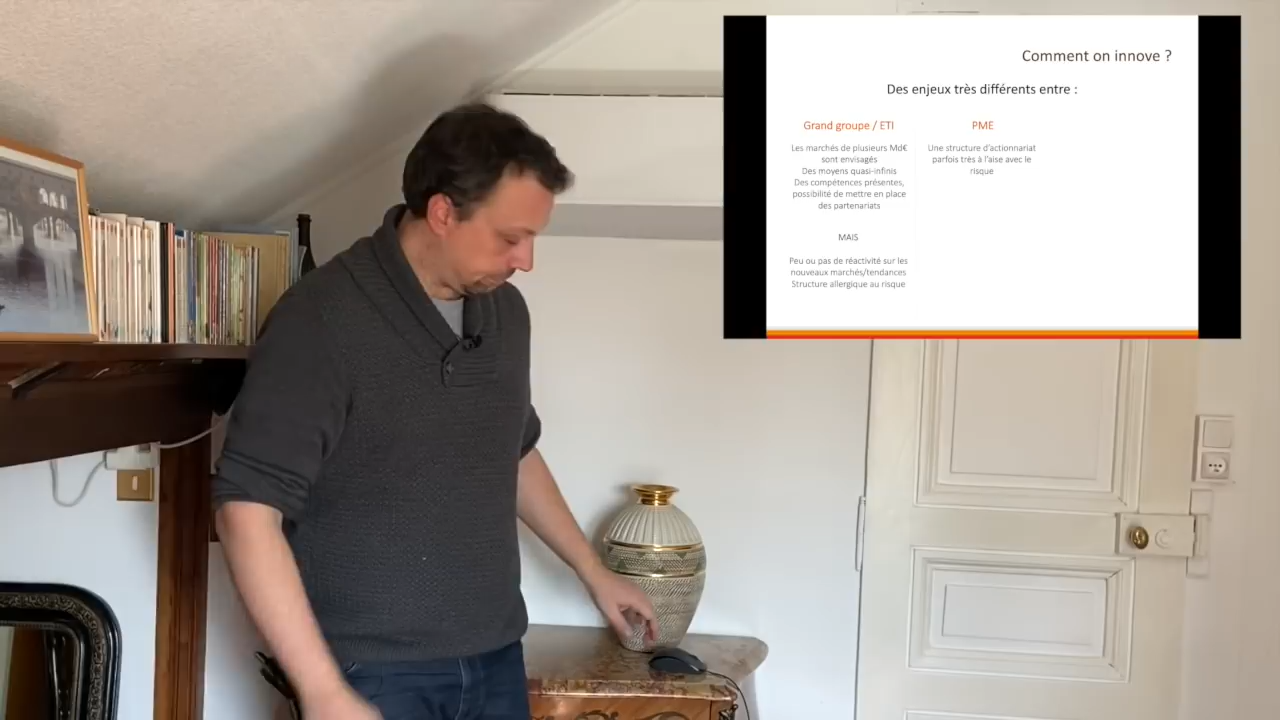 Comment on innove ?
Des enjeux très différents entre :
Grand groupe / ETI
Les marchés de plusieurs Md€
sont envisagés
Des moyens quasi-infinis
Des compétences présentes,
possibilité de mettre en place
des partenariats
MAIS
Peu ou pas de réactivité sur les
nouveaux marchés/tendances
Structure allergique au risque
PME
Une structure d'actionnariat
parfois très à l'aise avec le
risque